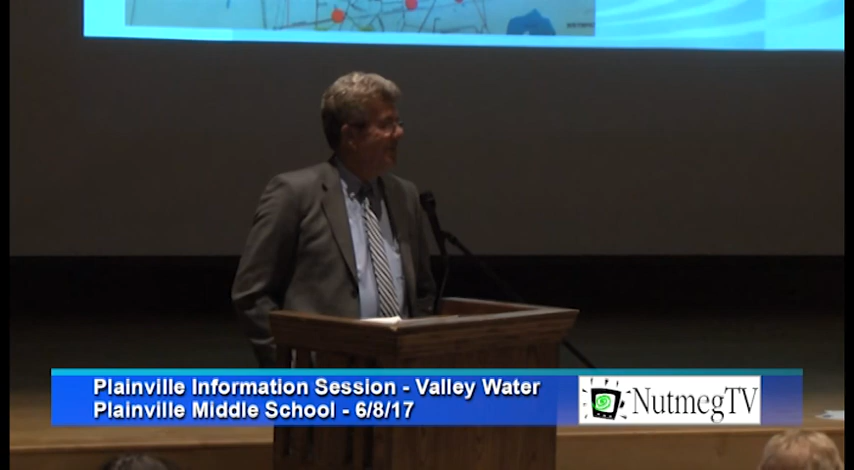 Plainville Information Session - Valley Water
Plainville Middle School - 6/8/17
NutmegTV